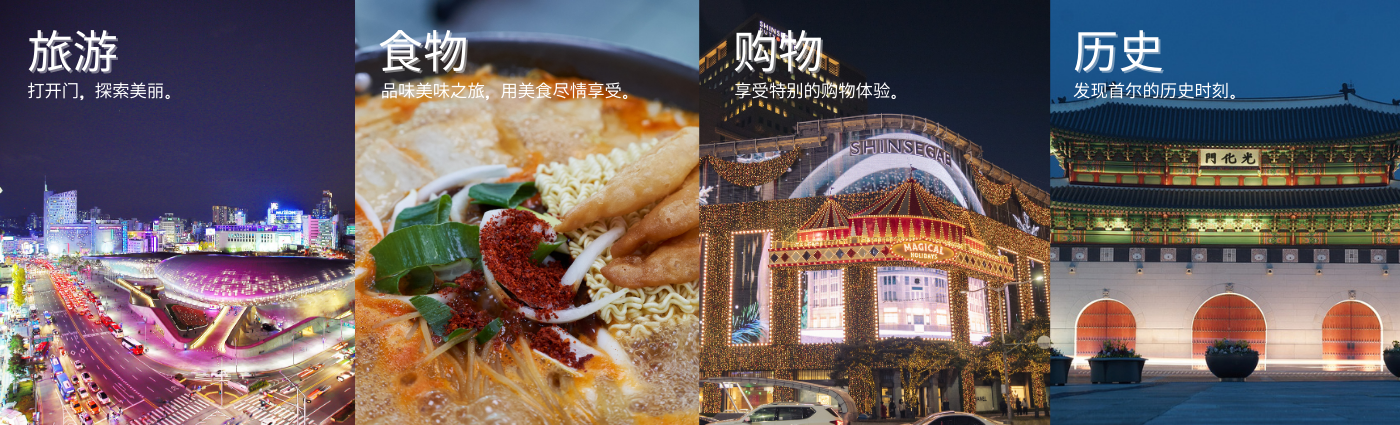 旅游
打开门，探索美丽。
食物
品味美味之旅，用美食尽情享受。
购物
享受特别的购物体验。
SHINSEGAE
MAGICAL
HOLIDAYS
历史
发现首尔的历史时刻。
門化光